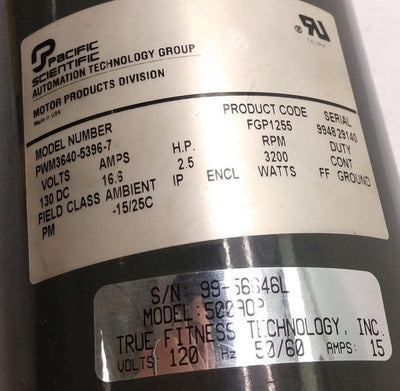 Pacific
SCIENTIFIC
AUTOMATION TECHNOLOGY GROUP
MOTOR PRODUCTS DIVISION
Made in USA
MODEL NUMBER PRODUCT CODE SERIAL
PWM3640-5396-7 FGP1255 994829140
VOLTS AMPS H.P. RPM DUTY
130 DC 16.6 2.5 3200 CONT
FIELD CLASS AMBIENT IP ENCL WATTS FF GROUND
PM -15/25C
S/N: 99-56646L
MODEL: 500AOP
TRUE FITNESS TECHNOLOGY, INC.
VOLTS: 120 Hz 50/60 AMPS: 15